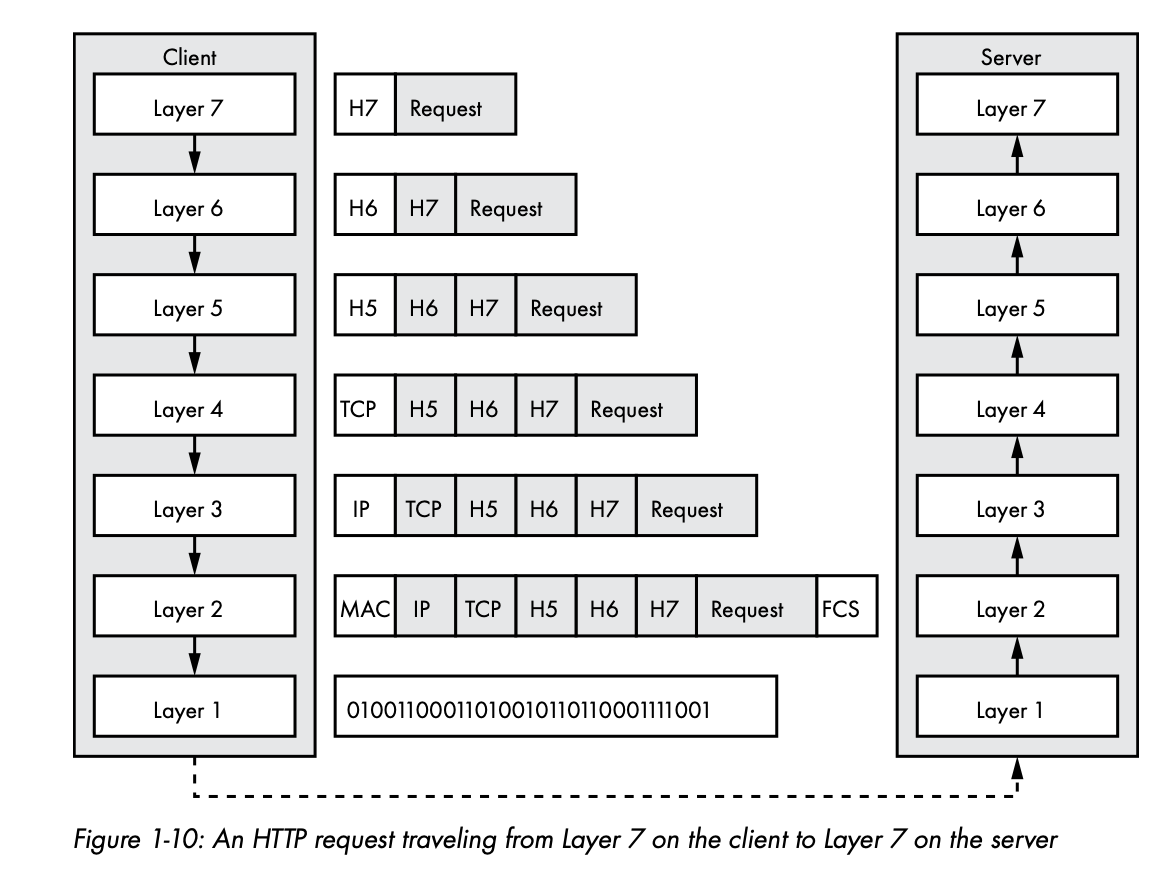 Client
Server
Layer 7
H7 Request
Layer 7
Layer 6
H6 H7 Request
Layer 6
Layer 5
H5 H6 H7 Request
Layer 5
Layer 4
TCP H5 H6 H7 Request
Layer 4
Layer 3
IP TCP H5 H6 H7 Request
Layer 3
Layer 2
MAC IP TCP H5 H6 H7 Request FCS
Layer 2
Layer 1
01001100011010010110110001111001
Layer 1
Figure 1-10: An HTTP request traveling from Layer 7 on the client to Layer 7 on the server